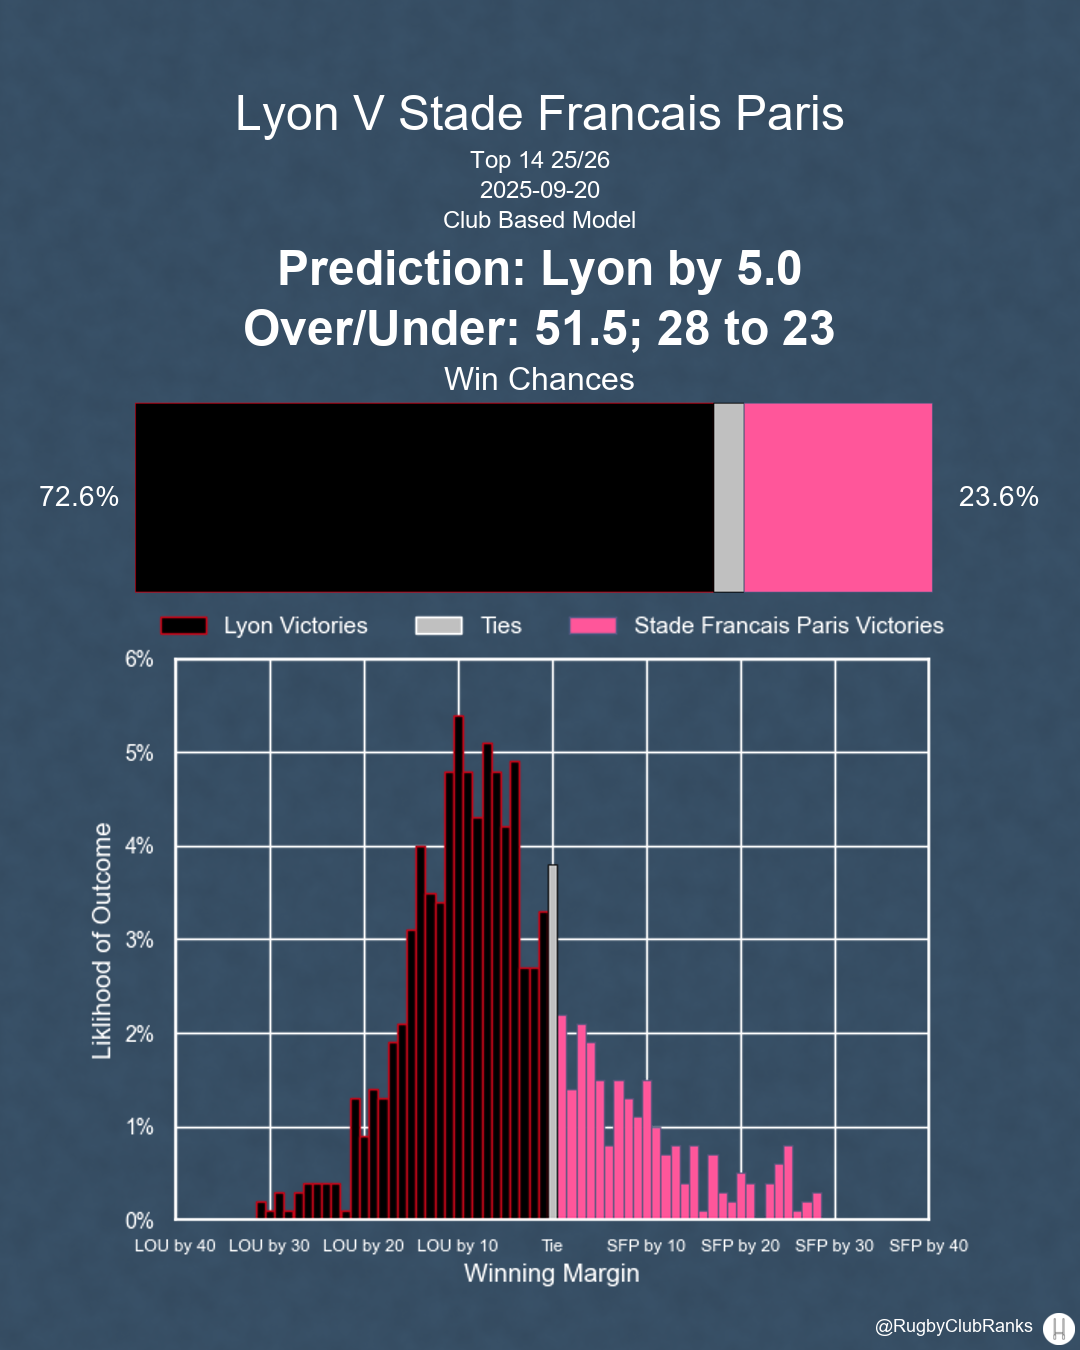 Lyon V Stade Francais Paris
Top 14 25/26
2025-09-20
Club Based Model
Prediction: Lyon by 5.0
Over/Under: 51.5; 28 to 23
Win Chances
72.6%
23.6%
Lyon Victories
Ties
Stade Francais Paris Victories
6%
5%
4%
3%
2%
1%
0%
Liklihood of Outcome
LOU by 40 LOU by 30 LOU by 20 LOU by 10 Tie SFP by 10 SFP by 20 SFP by 30 SFP by 40
Winning Margin
@RugbyClubRanks